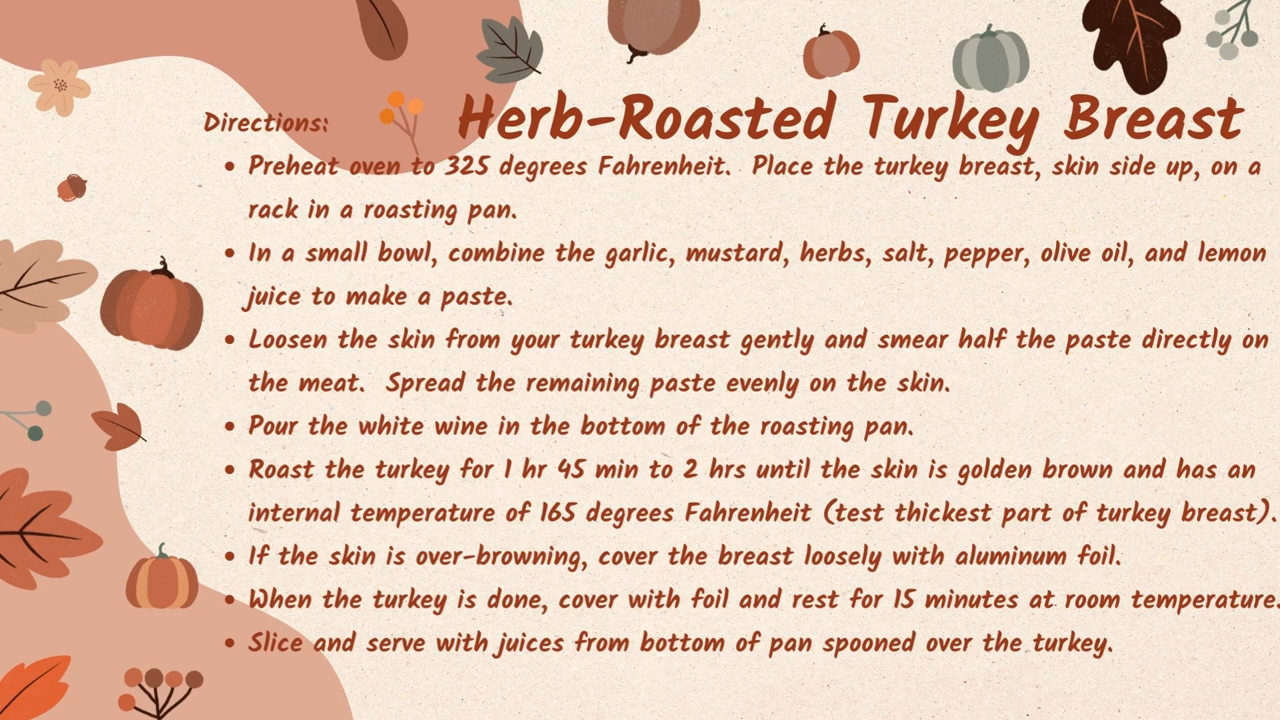 Herb-Roasted Turkey Breast
Directions:
• Preheat oven to 325 degrees Fahrenheit.  Place the turkey breast, skin side up, on a
rack in a roasting pan.
• In a small bowl, combine the garlic, mustard, herbs, salt, pepper, olive oil, and lemon
juice to make a paste.
• Loosen the skin from your turkey breast gently and smear half the paste directly on
the meat.  Spread the remaining paste evenly on the skin.
• Pour the white wine in the bottom of the roasting pan.
• Roast the turkey for 1 hr 45 min to 2 hrs until the skin is golden brown and has an
internal temperature of 165 degrees Fahrenheit (test thickest part of turkey breast).
• If the skin is over-browning, cover the breast loosely with aluminum foil.
• When the turkey is done, cover with foil and rest for 15 minutes at room temperature.
• Slice and serve with juices from bottom of pan spooned over the turkey.